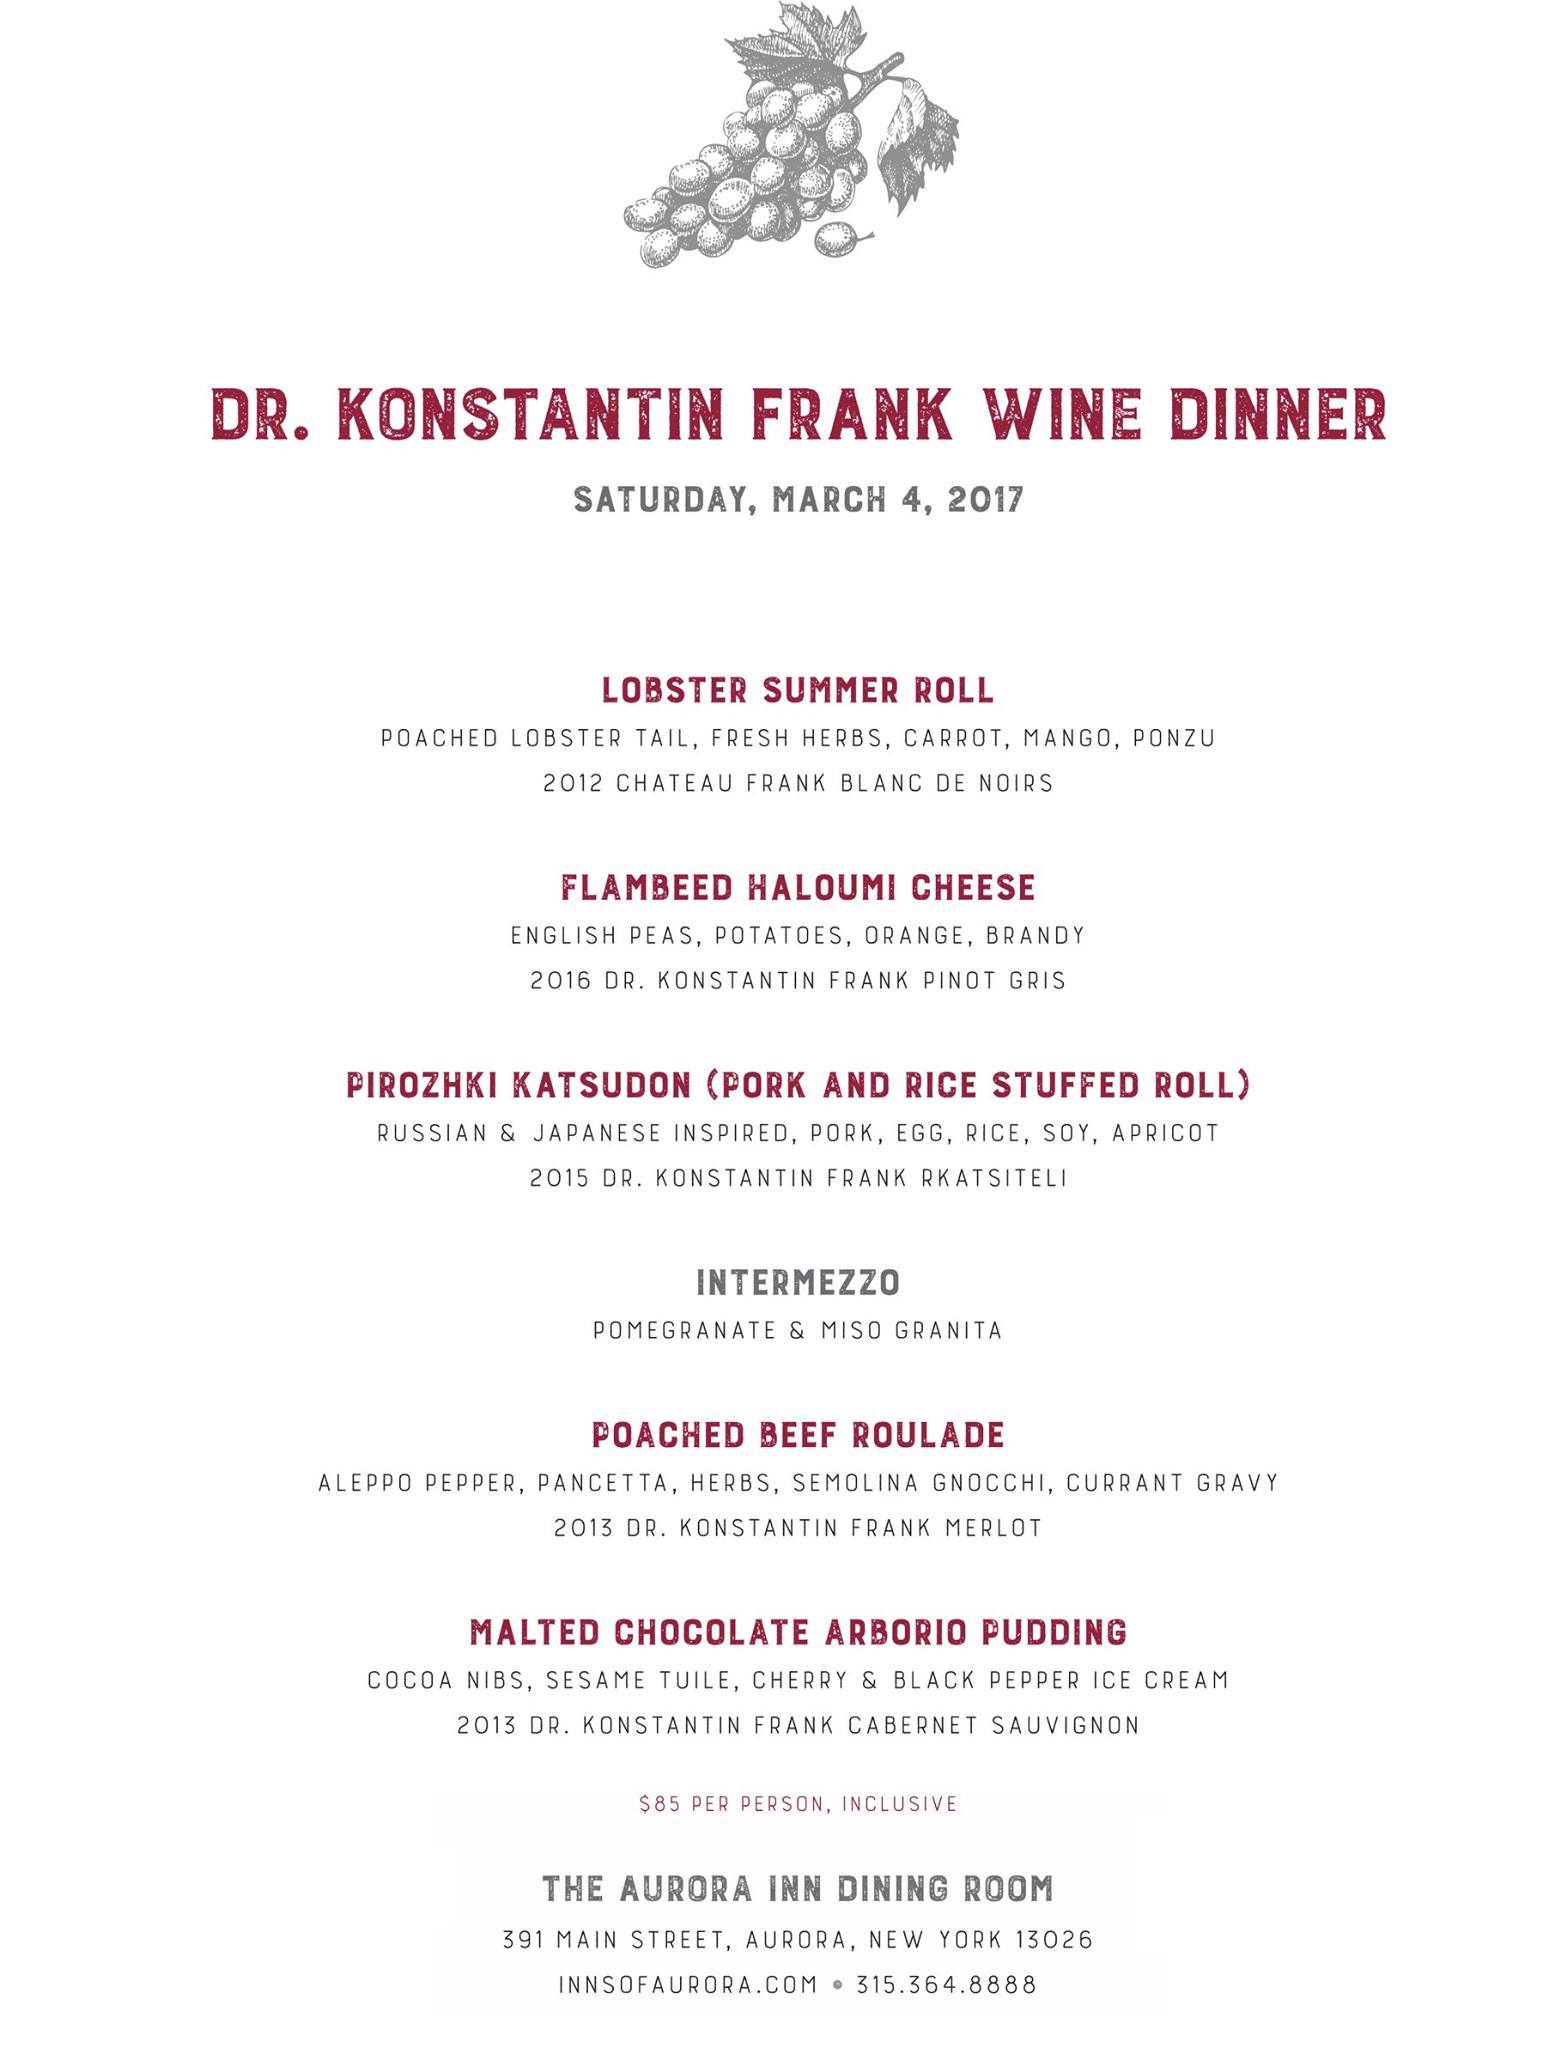 DR. KONSTANTIN FRANK WINE DINNER
SATURDAY, MARCH 4, 2017
LOBSTER SUMMER ROLL
POACHED LOBSTER TAIL, FRESH HERBS, CARROT, MANGO, PONZU
2012 CHATEAU FRANK BLANC DE NOIRS
FLAMBEED HALOUMI CHEESE
ENGLISH PEAS, POTATOES, ORANGE, BRANDY
2016 DR. KONSTANTIN FRANK PINOT GRIS
PIROZHKI KATSUDON (PORK AND RICE STUFFED ROLL)
RUSSIAN & JAPANESE INSPIRED, PORK, EGG, RICE, SOY, APRICOT
2015 DR. KONSTANTIN FRANK RKATSITELI
INTERMEZZO
POMEGRANATE & MISO GRANITA
POACHED BEEF ROULADE
ALEPPO PEPPER, PANCETTA, HERBS, SEMOLINA GNOCCHI, CURRANT GRAVY
2013 DR. KONSTANTIN FRANK MERLOT
MALTED CHOCOLATE ARBORIO PUDDING
COCOA NIBS, SESAME TUILE, CHERRY & BLACK PEPPER ICE CREAM
2013 DR. KONSTANTIN FRANK CABERNET SAUVIGNON
$85 PER PERSON, INCLUSIVE
THE AURORA INN DINING ROOM
391 MAIN STREET, AURORA, NEW YORK 13026
INNSOFAURORA.COM • 315.364.8888